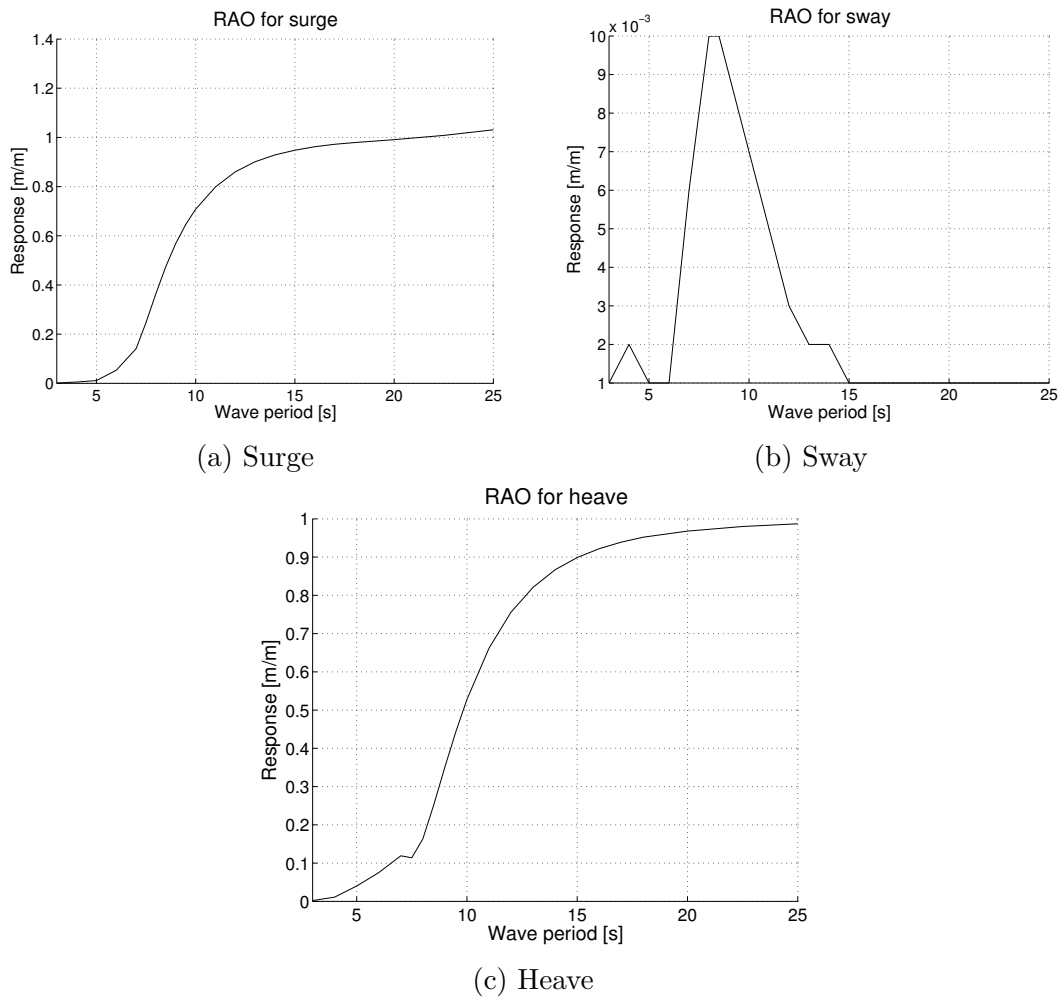 RAO for surge
1.4
1.2
1
0.8
0.6
0.4
0.2
0
Response [m/m]
5 10 15 20 25
Wave period [s]
(a) Surge
RAO for sway
x 10⁻³
10
9
8
7
6
5
4
3
2
1
Response [m/m]
5 10 15 20 25
Wave period [s]
(b) Sway
RAO for heave
1
0.9
0.8
0.7
0.6
0.5
0.4
0.3
0.2
0.1
0
Response [m/m]
5 10 15 20 25
Wave period [s]
(c) Heave